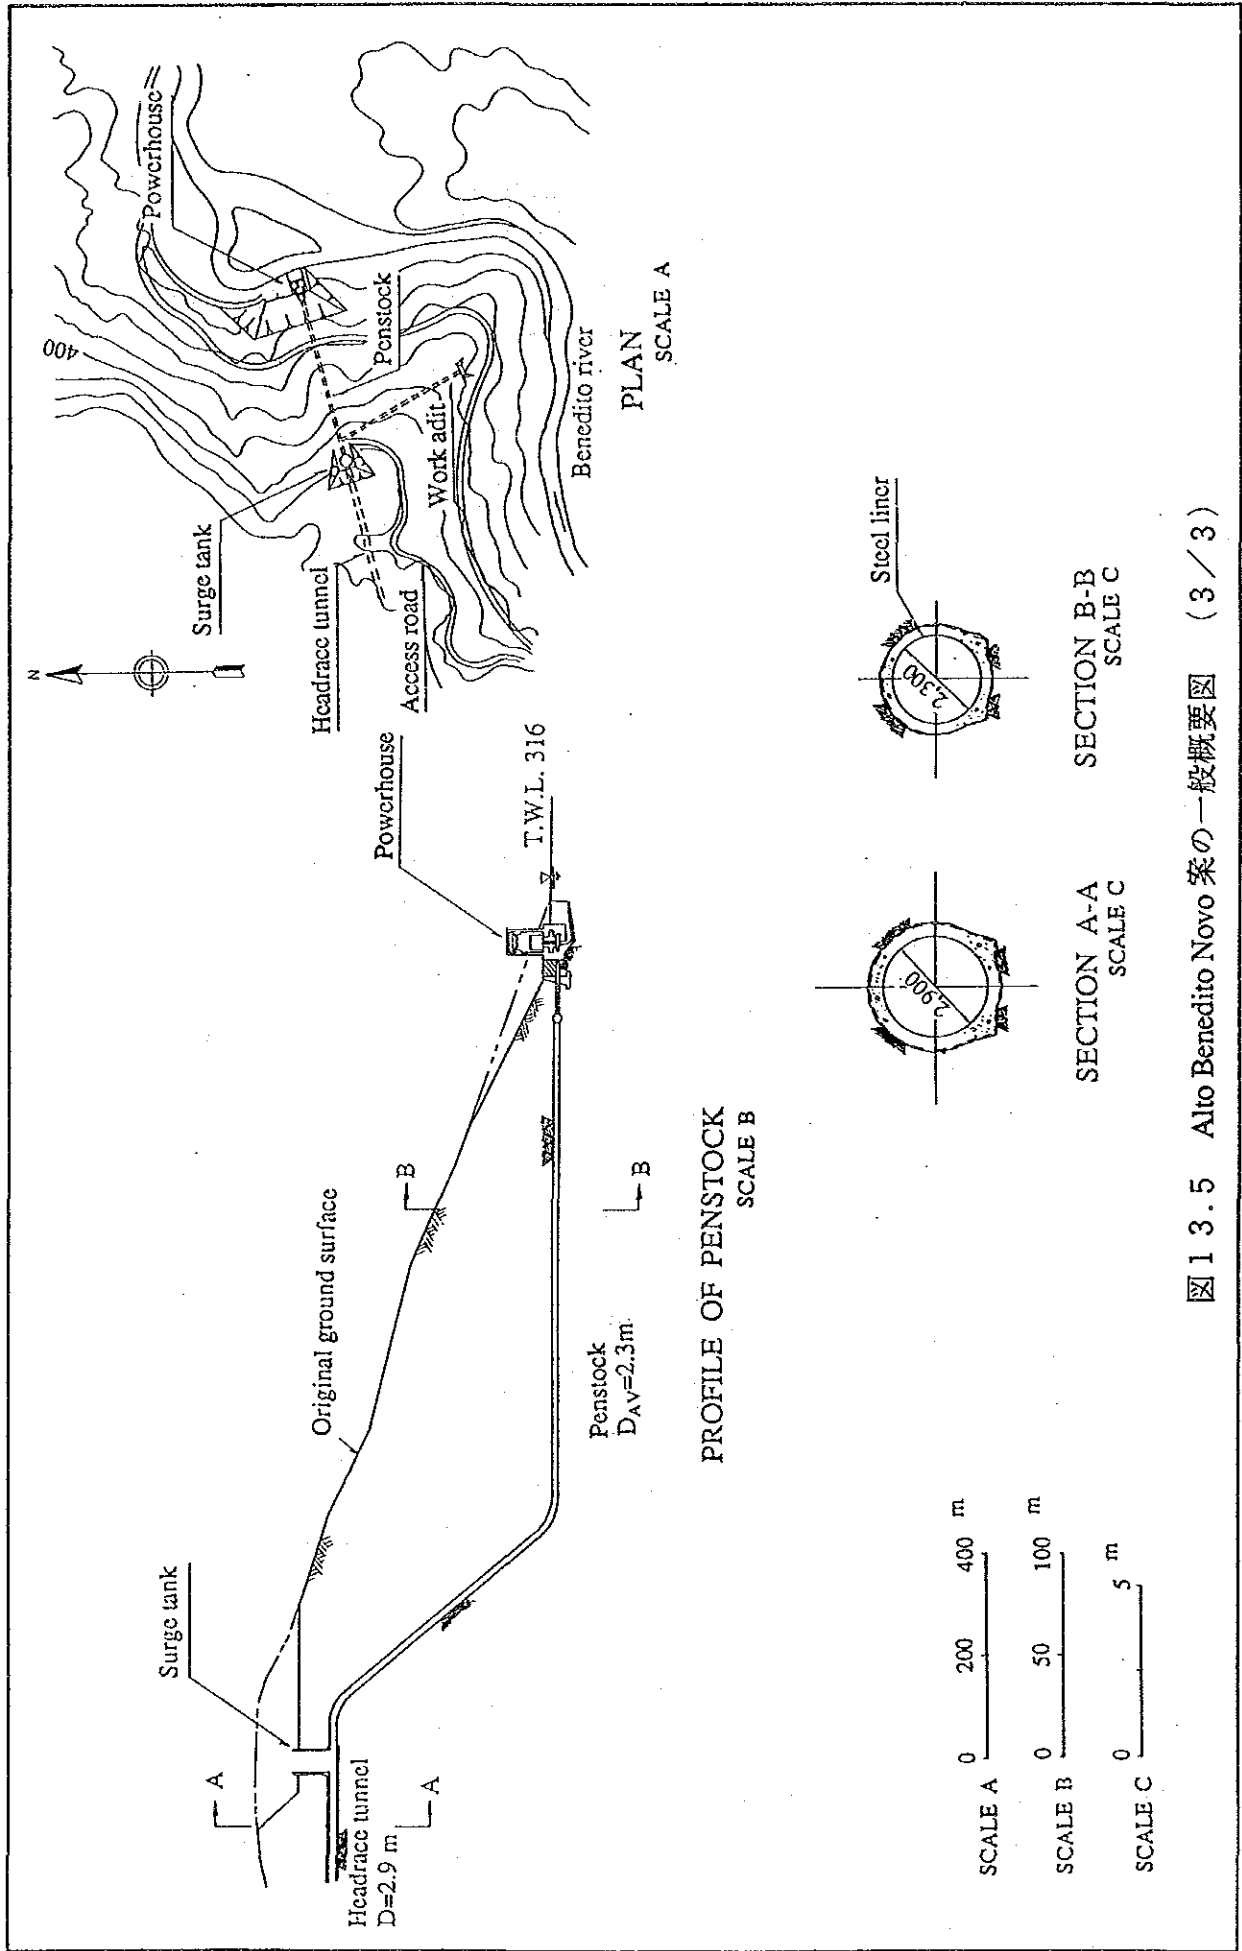 Surge tank
Original ground surface
Powerhouse
T.W.L. 316
A
A
B
B
Headrace tunnel
D=2.9 m
Penstock
DAV=2.3m
PROFILE OF PENSTOCK
SCALE B
N
Surge tank
Headrace tunnel
Access road
400
Powerhouse
Penstock
Work adit
Benedito river
PLAN
SCALE A
SCALE A
0 200 400 m
SCALE B
0 50 100 m
SCALE C
0 5 m
2,900
SECTION A-A
SCALE C
Steel liner
2,300
SECTION B-B
SCALE C
図13.5 Alto Benedito Novo 案の一般概要図 (3/3)